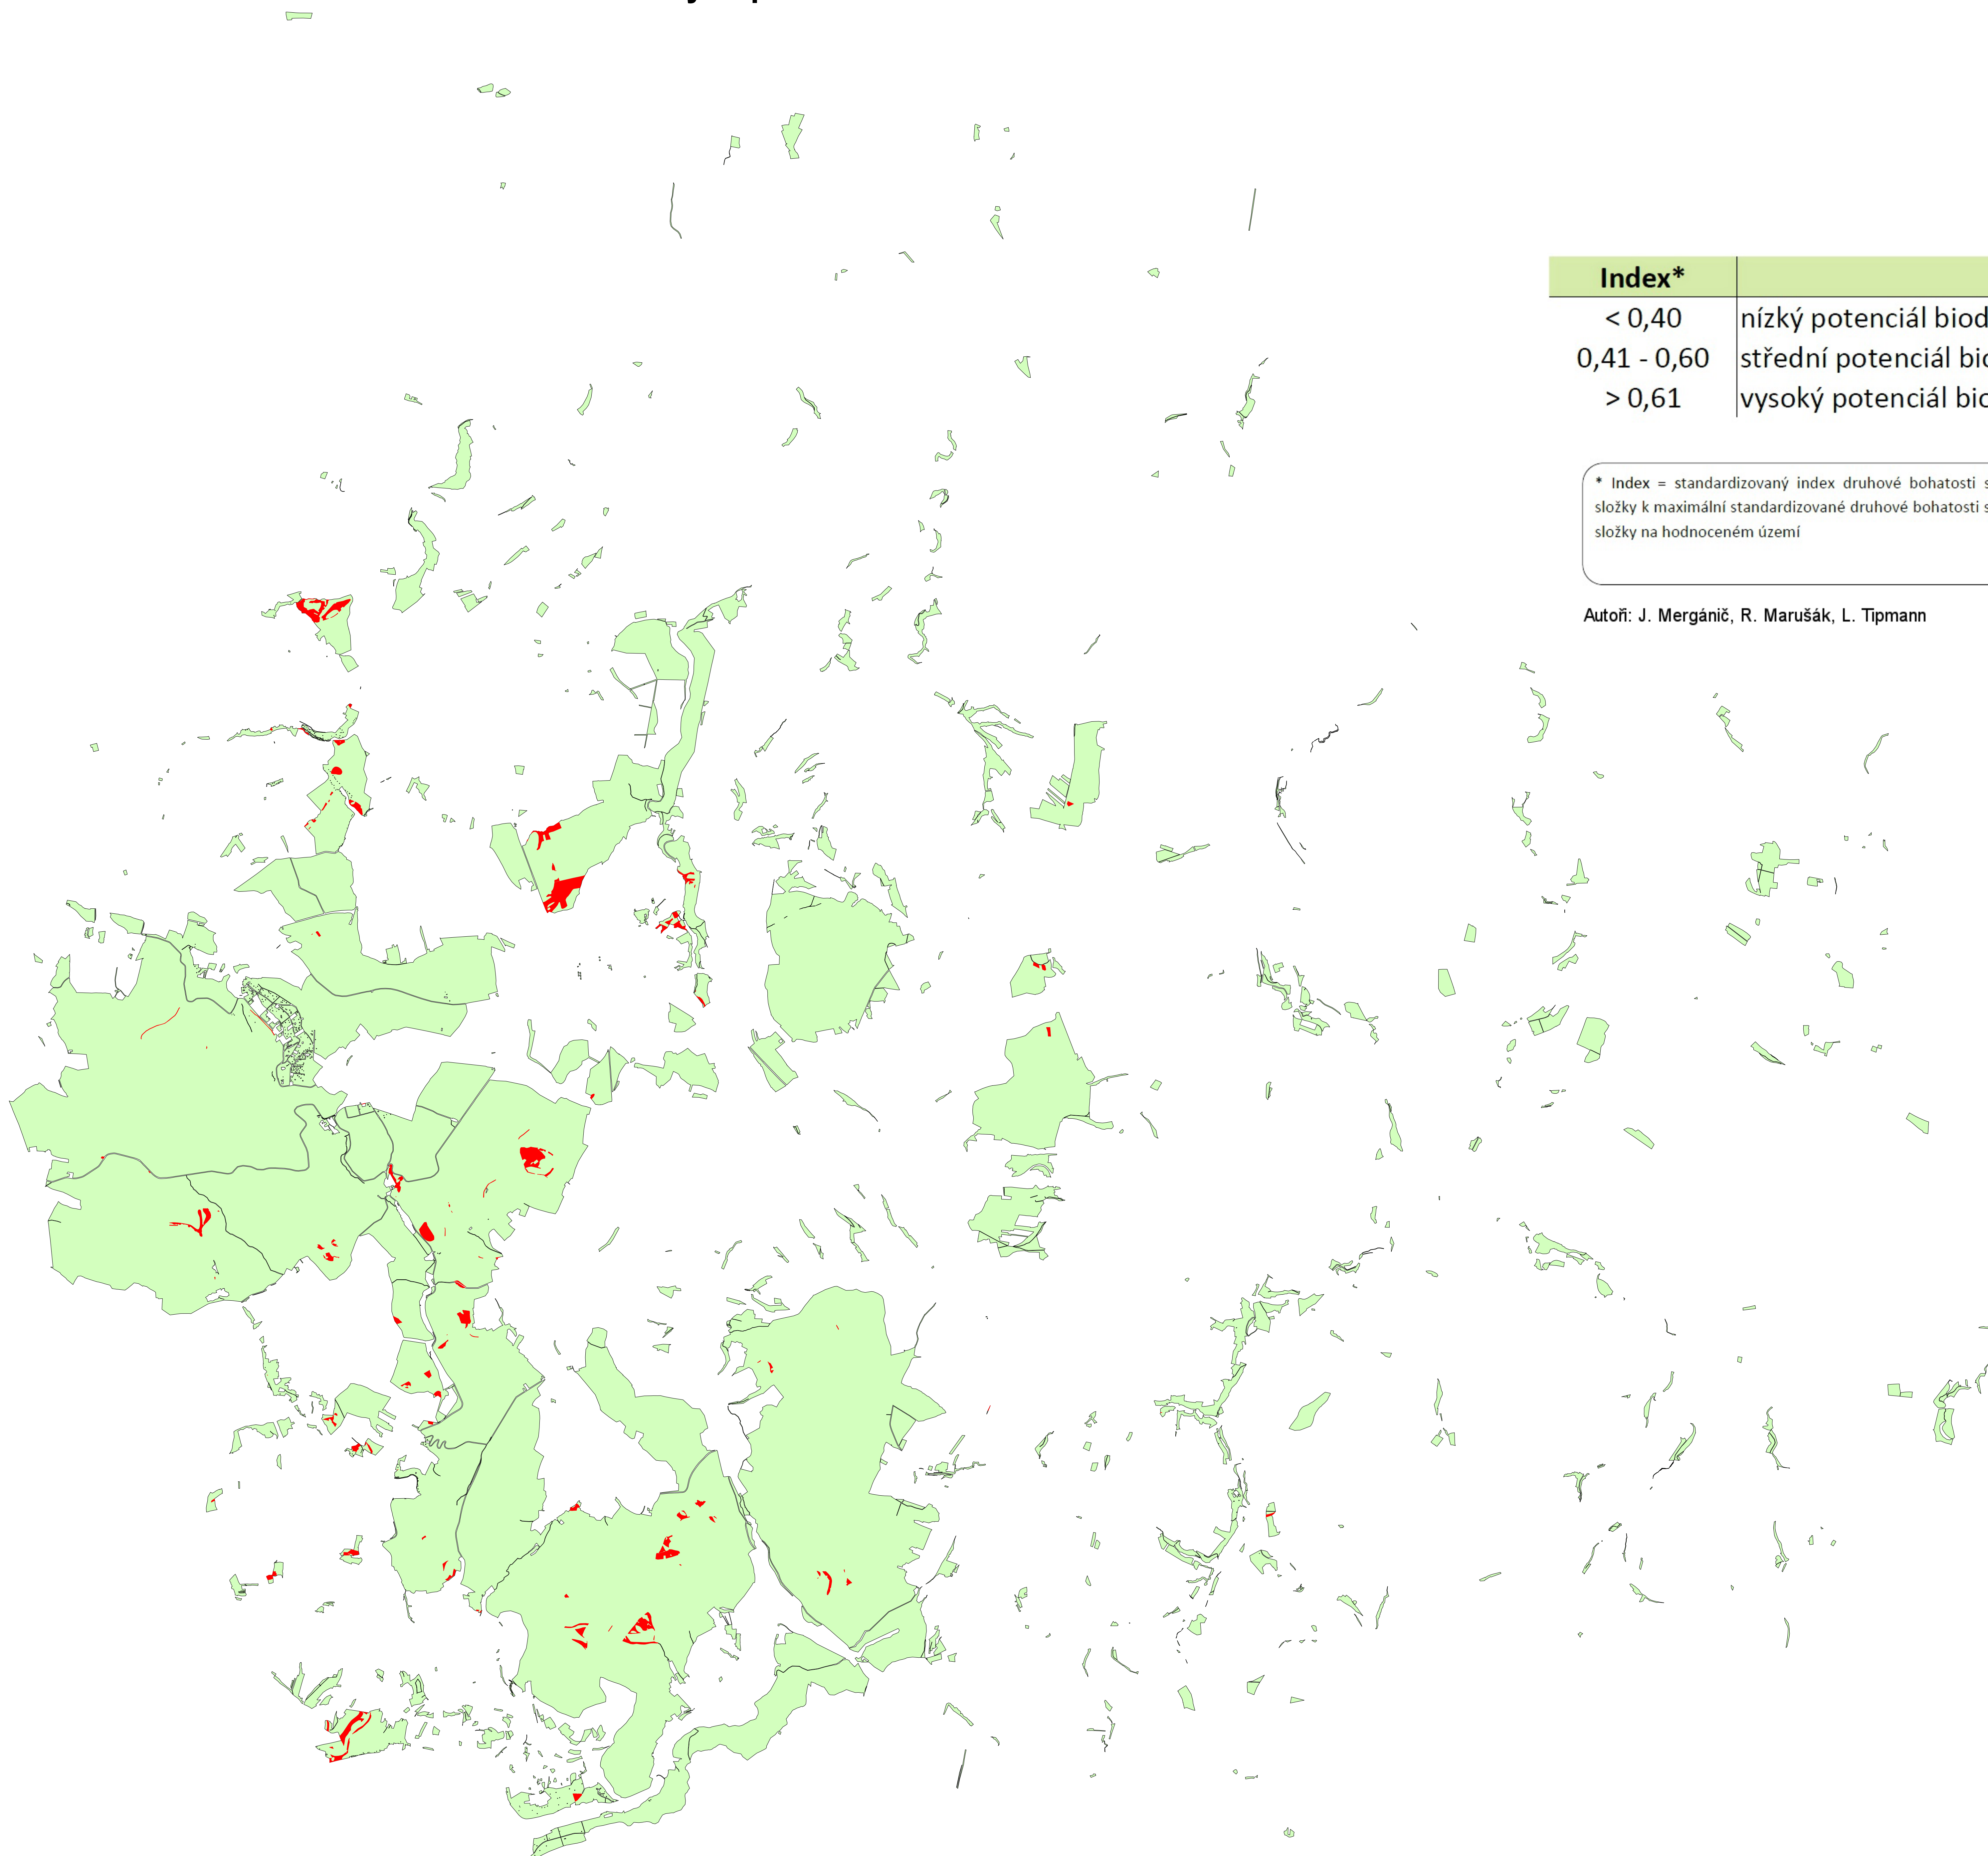 Index*
< 0,40 nízký potenciál biod
0,41 - 0,60 střední potenciál bio
> 0,61 vysoký potenciál bio
* Index = standardizovaný index druhové bohatosti s
složky k maximální standardizované druhové bohatosti s
složky na hodnoceném území
Autoři: J. Mergánič, R. Marušák, L. Tipmann